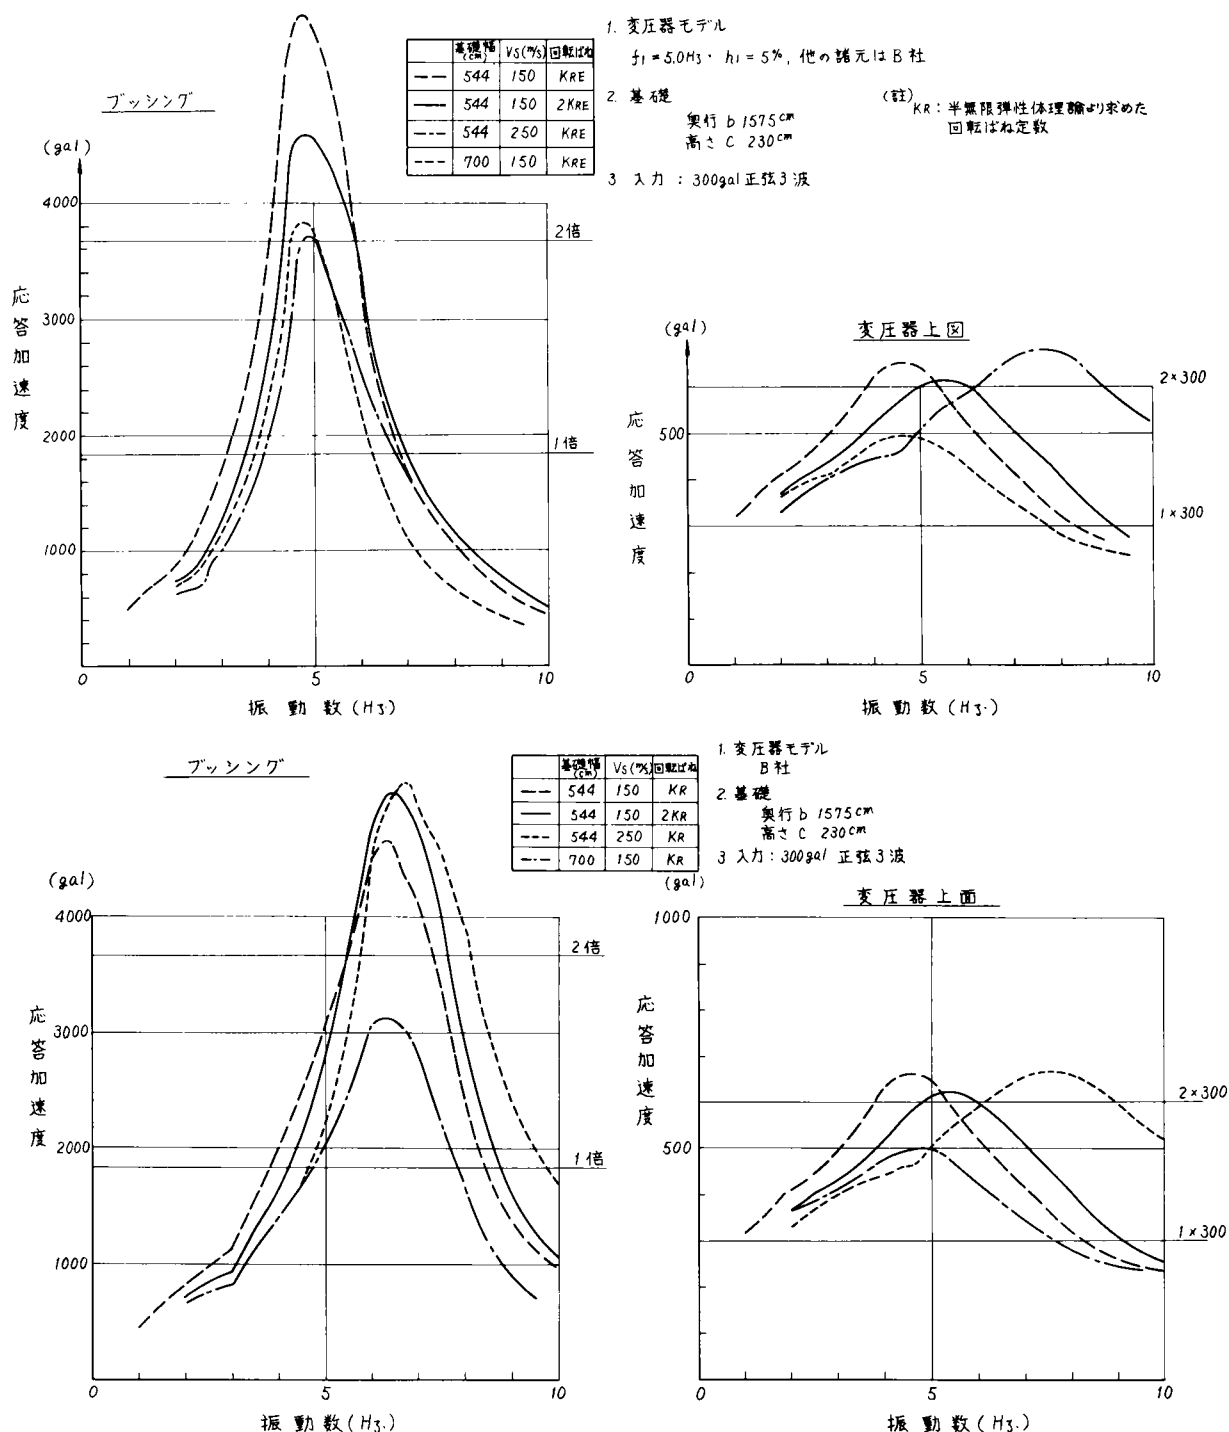 ブッシング
基礎幅(cm) VS(m/s) 回転ばね
544 150 KRE
544 150 2KRE
544 250 KRE
700 150 KRE
1. 変圧器モデル
f1=5.0Hz・h1=5%, 他の諸元はB社
2. 基礎
奥行 b 1575cm
高さ C 230cm
3 入力：300gal正弦3波
(註)
KR：半無限弾性体理論より求めた
回転ばね定数
(gal)
4000
3000
2000
1000
2倍
1倍
応答加速度
0 5 10
振動数(Hz.)
変圧器上図
(gal)
500
2×300
1×300
応答加速度
0 5 10
振動数(Hz.)
ブッシング
基礎幅(cm) VS(m/s) 回転ばね
544 150 KR
544 150 2KR
544 250 KR
700 150 KR
1. 変圧器モデル
B社
2. 基礎
奥行 b 1575cm
高さ C 230cm
3 入力：300gal 正弦3波
(gal)
4000
3000
2000
1000
2倍
1倍
応答加速度
0 5 10
振動数(Hz.)
変圧器上面
(gal)
1000
500
2×300
1×300
応答加速度
0 5 10
振動数(Hz.)